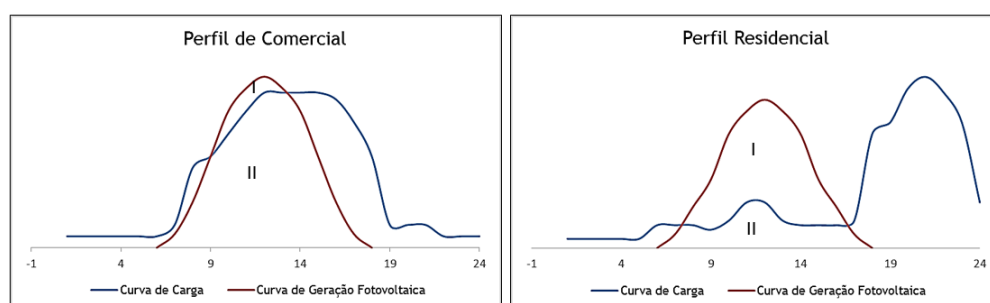 Perfil de Comercial
I
II
-1 4 9 14 19 24
Curva de Carga Curva de Geração Fotovoltaica
Perfil Residencial
I
II
-1 4 9 14 19 24
Curva de Carga Curva de Geração Fotovoltaica